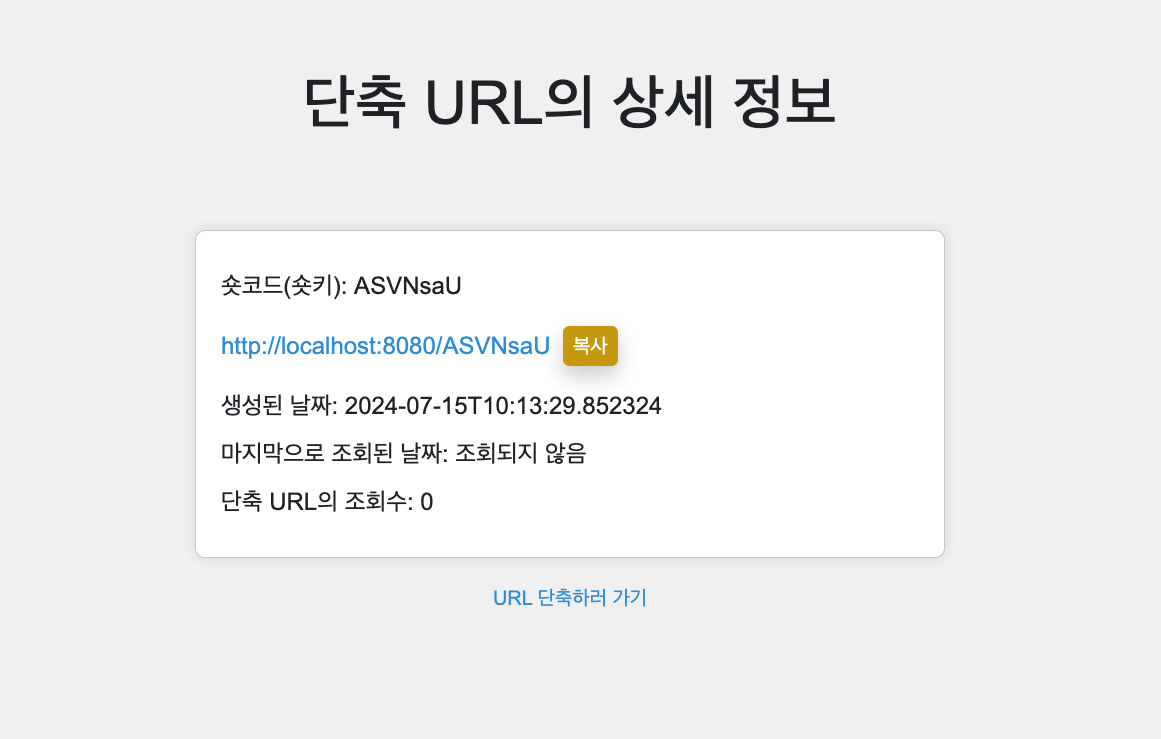 단축 URL의 상세 정보
숏코드(숏키): ASVNsaU
http://localhost:8080/ASVNsaU 복사
생성된 날짜: 2024-07-15T10:13:29.852324
마지막으로 조회된 날짜: 조회되지 않음
단축 URL의 조회수: 0
URL 단축하러 가기